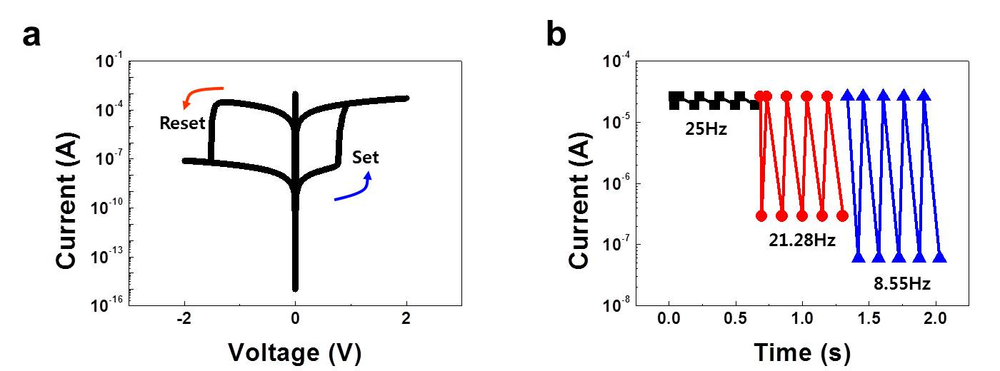 a
Current (A)
10-1
10-4
10-7
10-10
10-13
10-16
Reset
Set
-2
0
2
Voltage (V)
b
Current (A)
10-4
10-5
10-6
10-7
10-8
25Hz
21.28Hz
8.55Hz
0.0
0.5
1.0
1.5
2.0
Time (s)